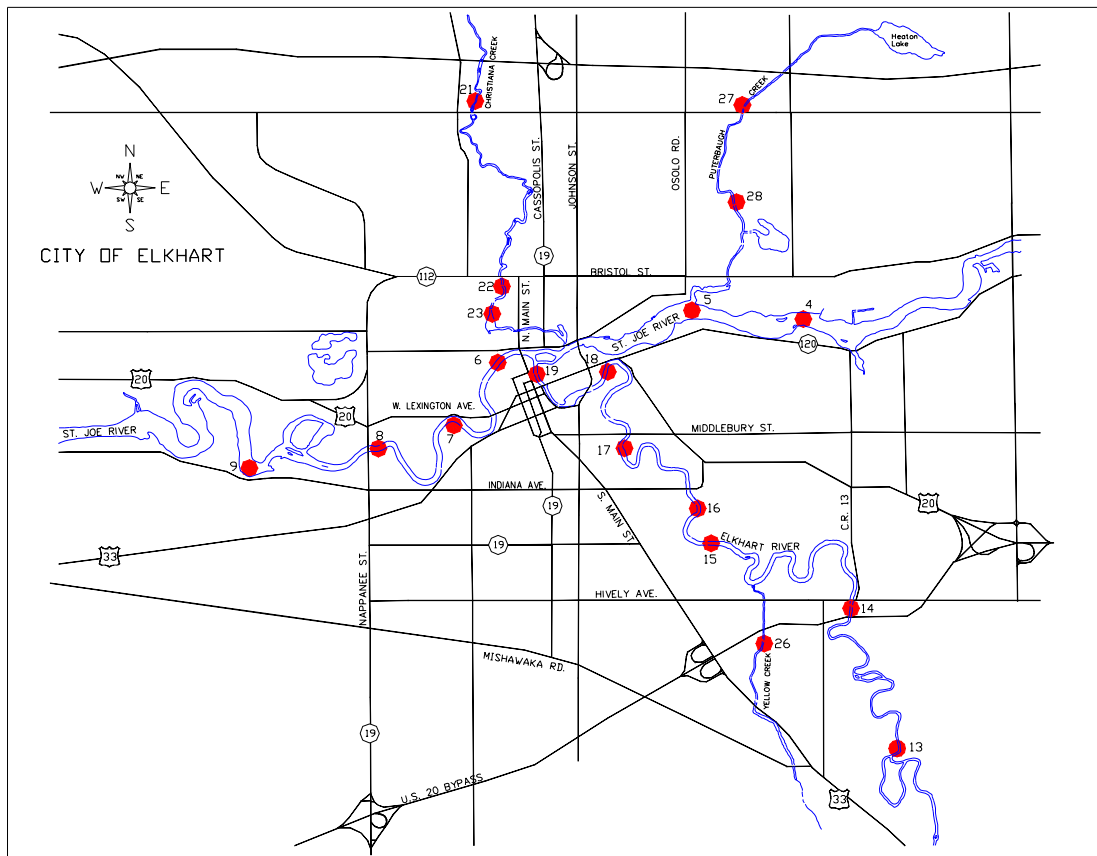 Heaton
Lake
CHRISTIANA CREEK
21
27
CREEK
PUTERBAUGH
CASSOPOLIS ST.
JOHNSON ST.
OSOLO RD.
N
NW
NE
W
E
SW
SE
S
28
CITY OF ELKHART
19
112
BRISTOL ST.
22
N. MAIN ST.
23
5
4
ST. JOE RIVER
120
6
19
18
20
20
W. LEXINGTON AVE.
ST. JOE RIVER
7
MIDDLEBURY ST.
8
17
9
INDIANA AVE.
S. MAIN ST
19
16
C.R. 13
20
ELKHART RIVER
19
15
33
NAPPANEE ST.
HIVELY AVE.
14
26
MISHAWAKA RD.
YELLOW CREEK
19
13
U.S. 20 BYPASS
33